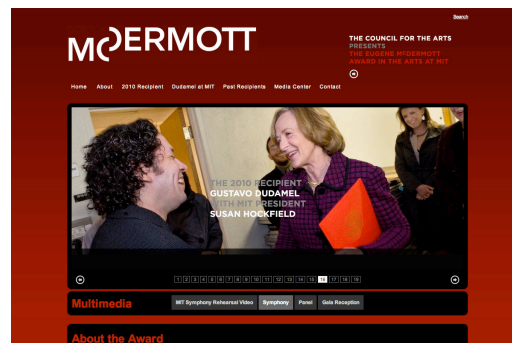 Search
McDERMOTT
THE COUNCIL FOR THE ARTS
PRESENTS
THE EUGENE McDERMOTT
AWARD IN THE ARTS AT MIT
Home About 2010 Recipient Dudamel at MIT Past Recipients Media Center Contact
THE 2010 RECIPIENT
GUSTAVO DUDAMEL
WITH MIT PRESIDENT
SUSAN HOCKFIELD
1 2 3 4 5 6 7 8 9 10 11 12 13 14 15 16 17 18 19
Multimedia
MIT Symphony Rehearsal Video Symphony Panel Gala Reception
About the Award